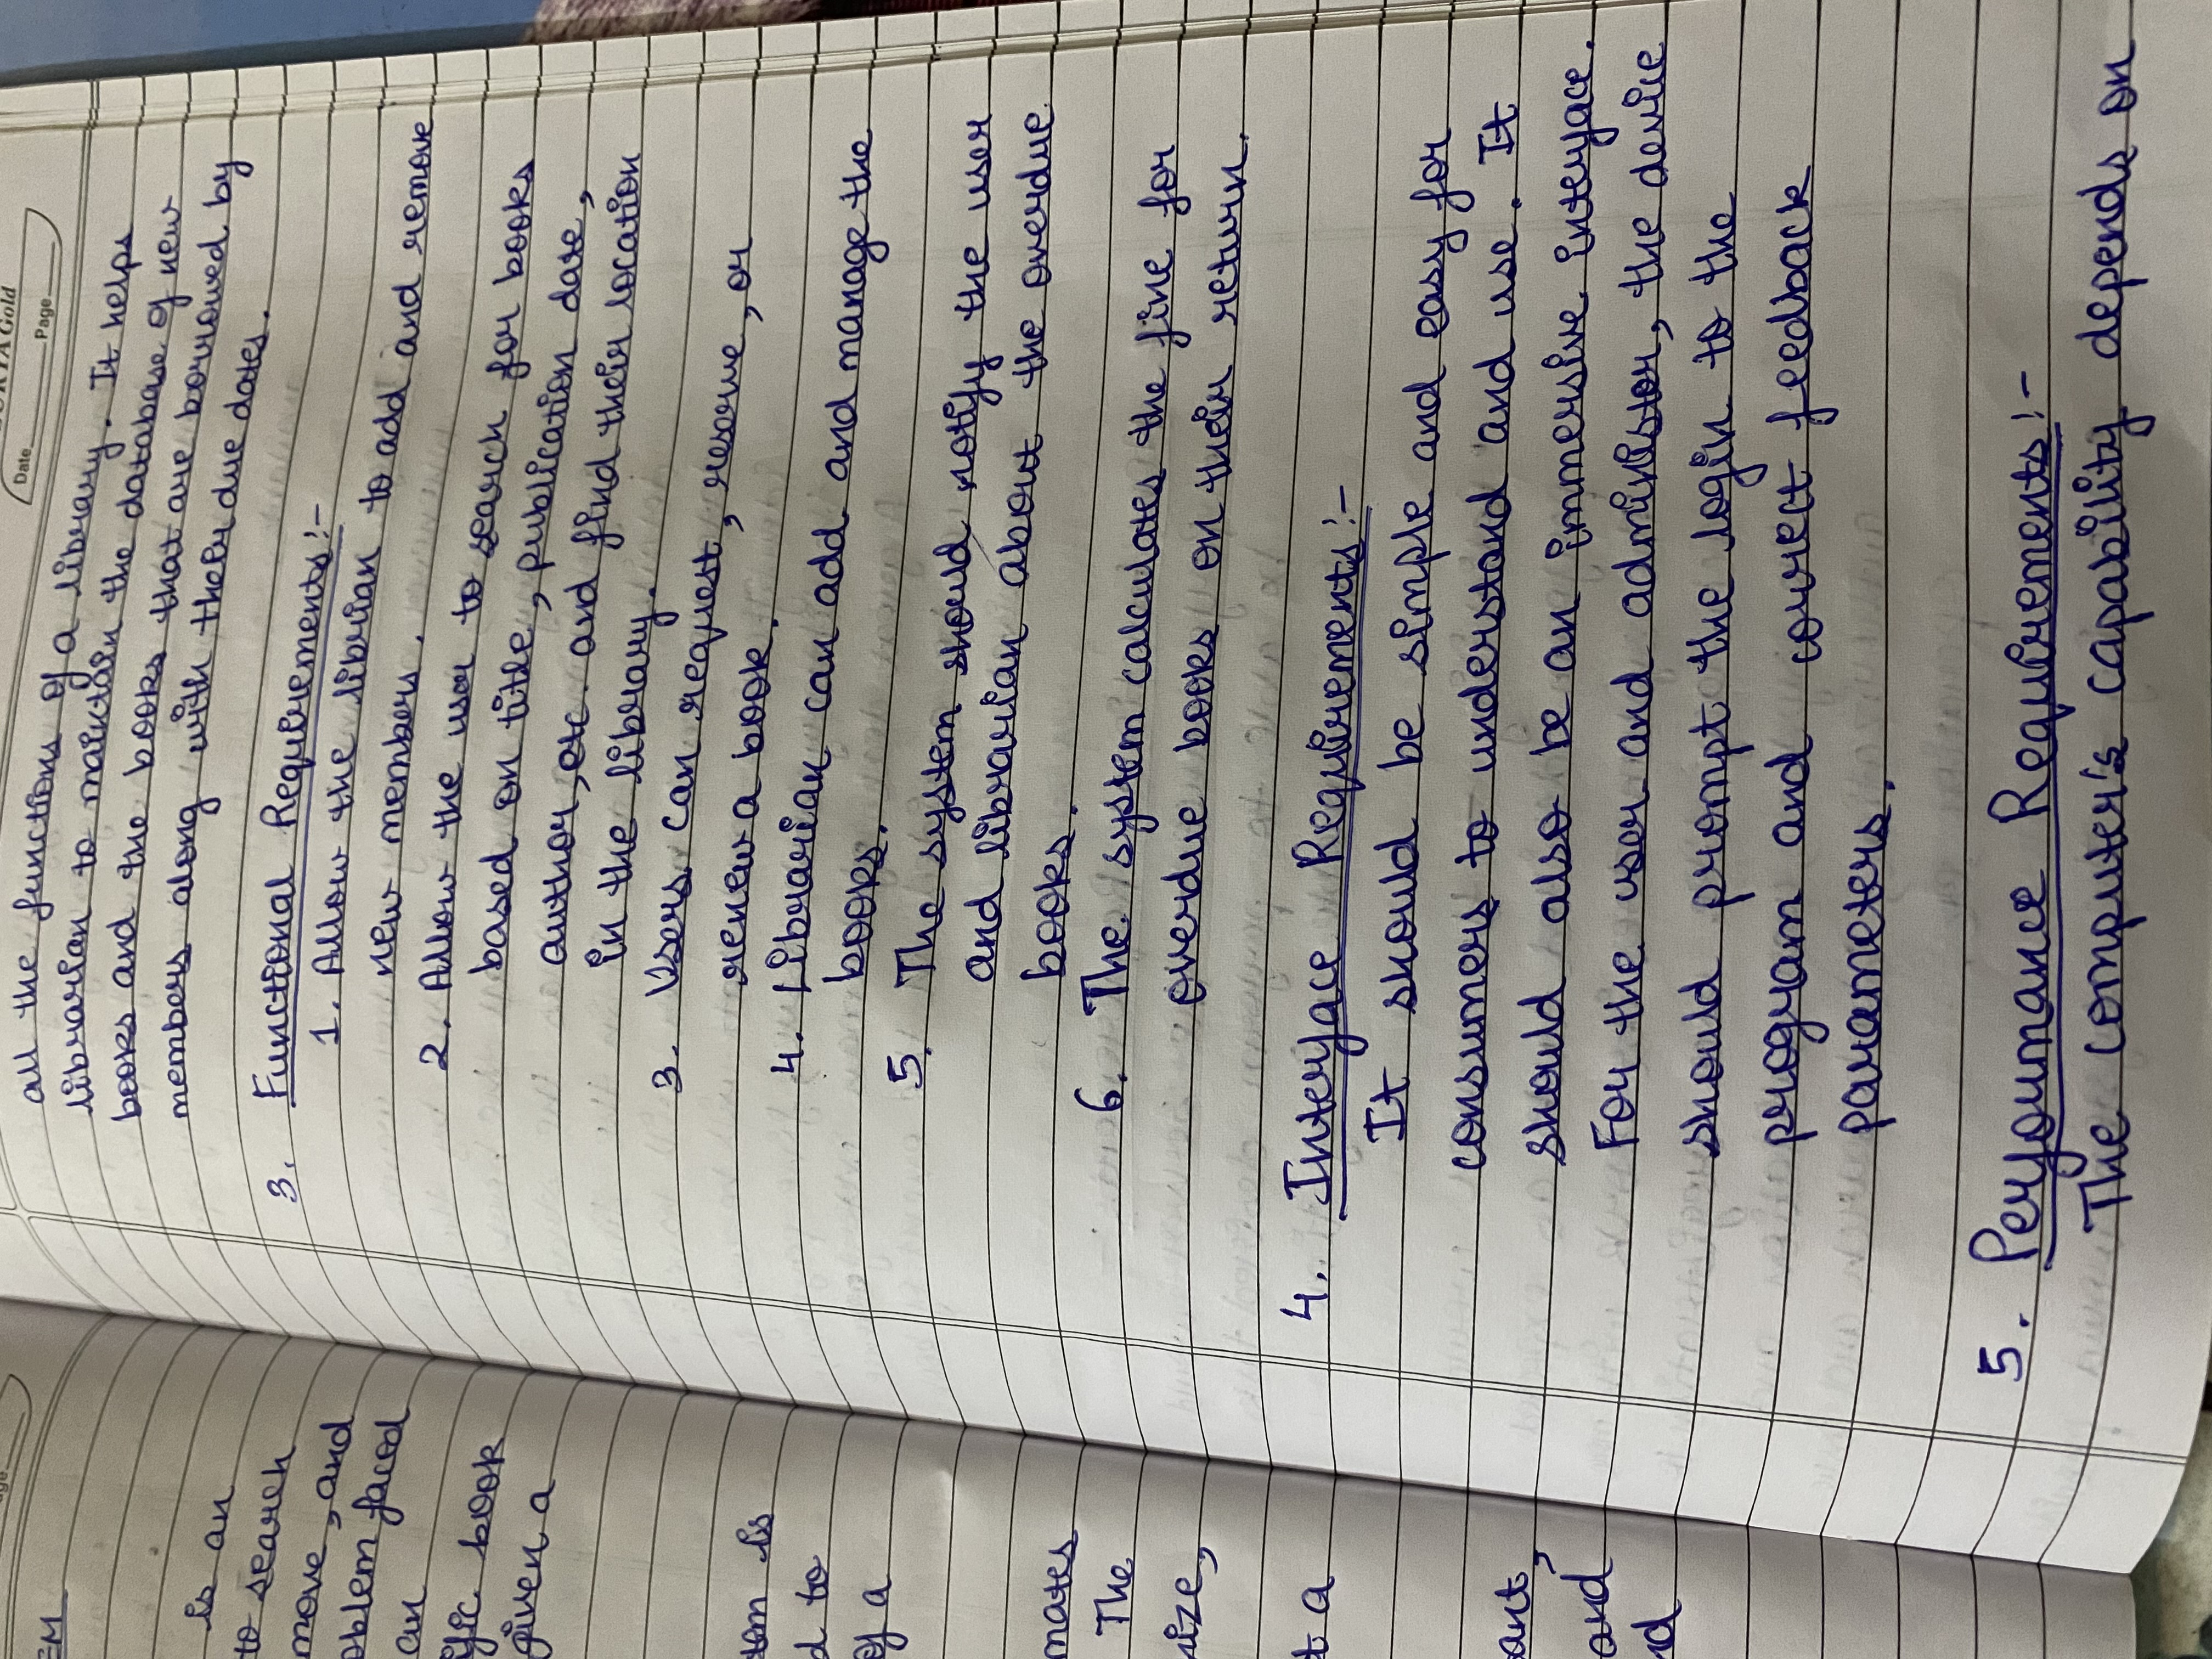 EM
is an
to search
move, and
oblem faced
an
book
given a
tem is
d to
of a
mates
The
nize,
t a
ant,
and
nd
Gold
Date Page
all the functions of a library. It helps
librarian to maintain the database of new
books and the books that are borrowed by
members along with their due dates.
3. Functional Requirements:-
1. Allow the librian to add and remove
new members.
2. Allow the user to search for books
based on title, publication date,
author, etc. and find their location
in the library.
3. Users can request, reserve, or
renew a book.
4. Librarian can add and manage the
books.
5. The system should notify the user
and librarian about the overdue
books.
6. The system calculates the fine for
overdue books on their return.
4. Interface Requirements:-
It should be simple and easy for
consumers to understand and use. It
should also be an immersive interface.
For the user and administor, the device
should prompt the login to the
program and correct feedback
parameters.
5. Performance Requirements:-
The computer's capability depends on